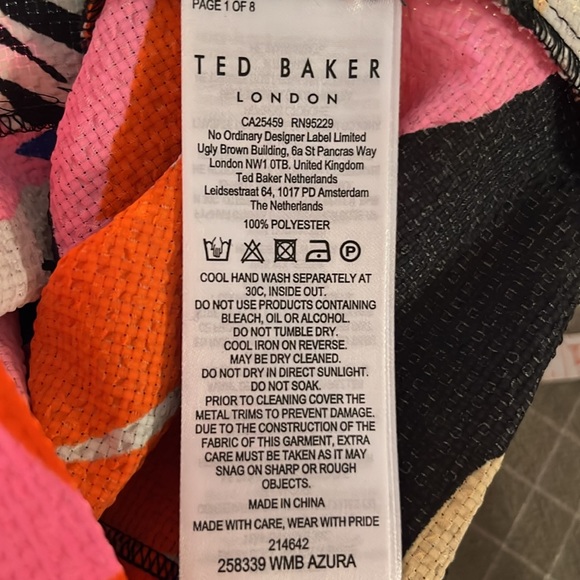 PAGE 1 OF 8
TED BAKER
LONDON
CA25459 RN95229
No Ordinary Designer Label Limited
Ugly Brown Building, 6a St Pancras Way
London NW1 0TB. United Kingdom
Ted Baker Netherlands
Leidsestraat 64, 1017 PD Amsterdam
The Netherlands
100% POLYESTER
P
COOL HAND WASH SEPARATELY AT
30C, INSIDE OUT.
DO NOT USE PRODUCTS CONTAINING
BLEACH, OIL OR ALCOHOL.
DO NOT TUMBLE DRY.
COOL IRON ON REVERSE.
MAY BE DRY CLEANED.
DO NOT DRY IN DIRECT SUNLIGHT.
DO NOT SOAK.
PRIOR TO CLEANING COVER THE
METAL TRIMS TO PREVENT DAMAGE.
DUE TO THE CONSTRUCTION OF THE
FABRIC OF THIS GARMENT, EXTRA
CARE MUST BE TAKEN AS IT MAY
SNAG ON SHARP OR ROUGH
OBJECTS.
MADE IN CHINA
MADE WITH CARE, WEAR WITH PRIDE
214642
258339 WMB AZURA